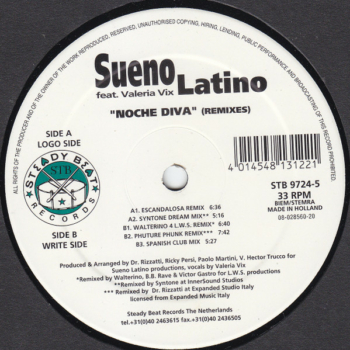 ALL RIGHTS OF THE PRODUCER AND OF THE OWNER OF THE WORK REPRODUCED, RESERVED. UNAUTHORISED COPYING, HIRING, LENDING, PUBLIC PERFORMANCE AND BROADCASTING OF THIS RECORD PROHIBITED.
Sueno
feat. Valeria Vix
Latino
"NOCHE DIVA" (REMIXES)
SIDE A
LOGO SIDE
STEADY BEAT
STB
RECORDS
SIDE B
WRITE SIDE
4 014548 131221
STB 9724-5
33 RPM
BIEM/STEMRA
MADE IN HOLLAND
08-028560-20
A1. ESCANDALOSA REMIX 6:36
A2. SYNTONE DREAM MIX** 5:16
B1. WALTERINO 4 L.W.S. REMIX* 6:40
B2. PHUTURE PHUNK REMIX*** 7:42
B3. SPANISH CLUB MIX 5:27
Produced & Arranged by Dr. Rizzatti, Ricky Persi, Paolo Martini, V. Hector Trucco for
Sueno Latino productions, vocals by Valeria Vix
*Remixed by Walterino, B.B. Rave & Victor Gastro for L.W.S. productions
**Remixed by Syntone at InnerSound Studios
***Remixed by Dr. Rizzatti at Expanded Studio Italy
licensed from Expanded Music Italy
Steady Beat Records The Netherlands
tel.+31(0)40 2463615 fax.+31(0)40 2436505